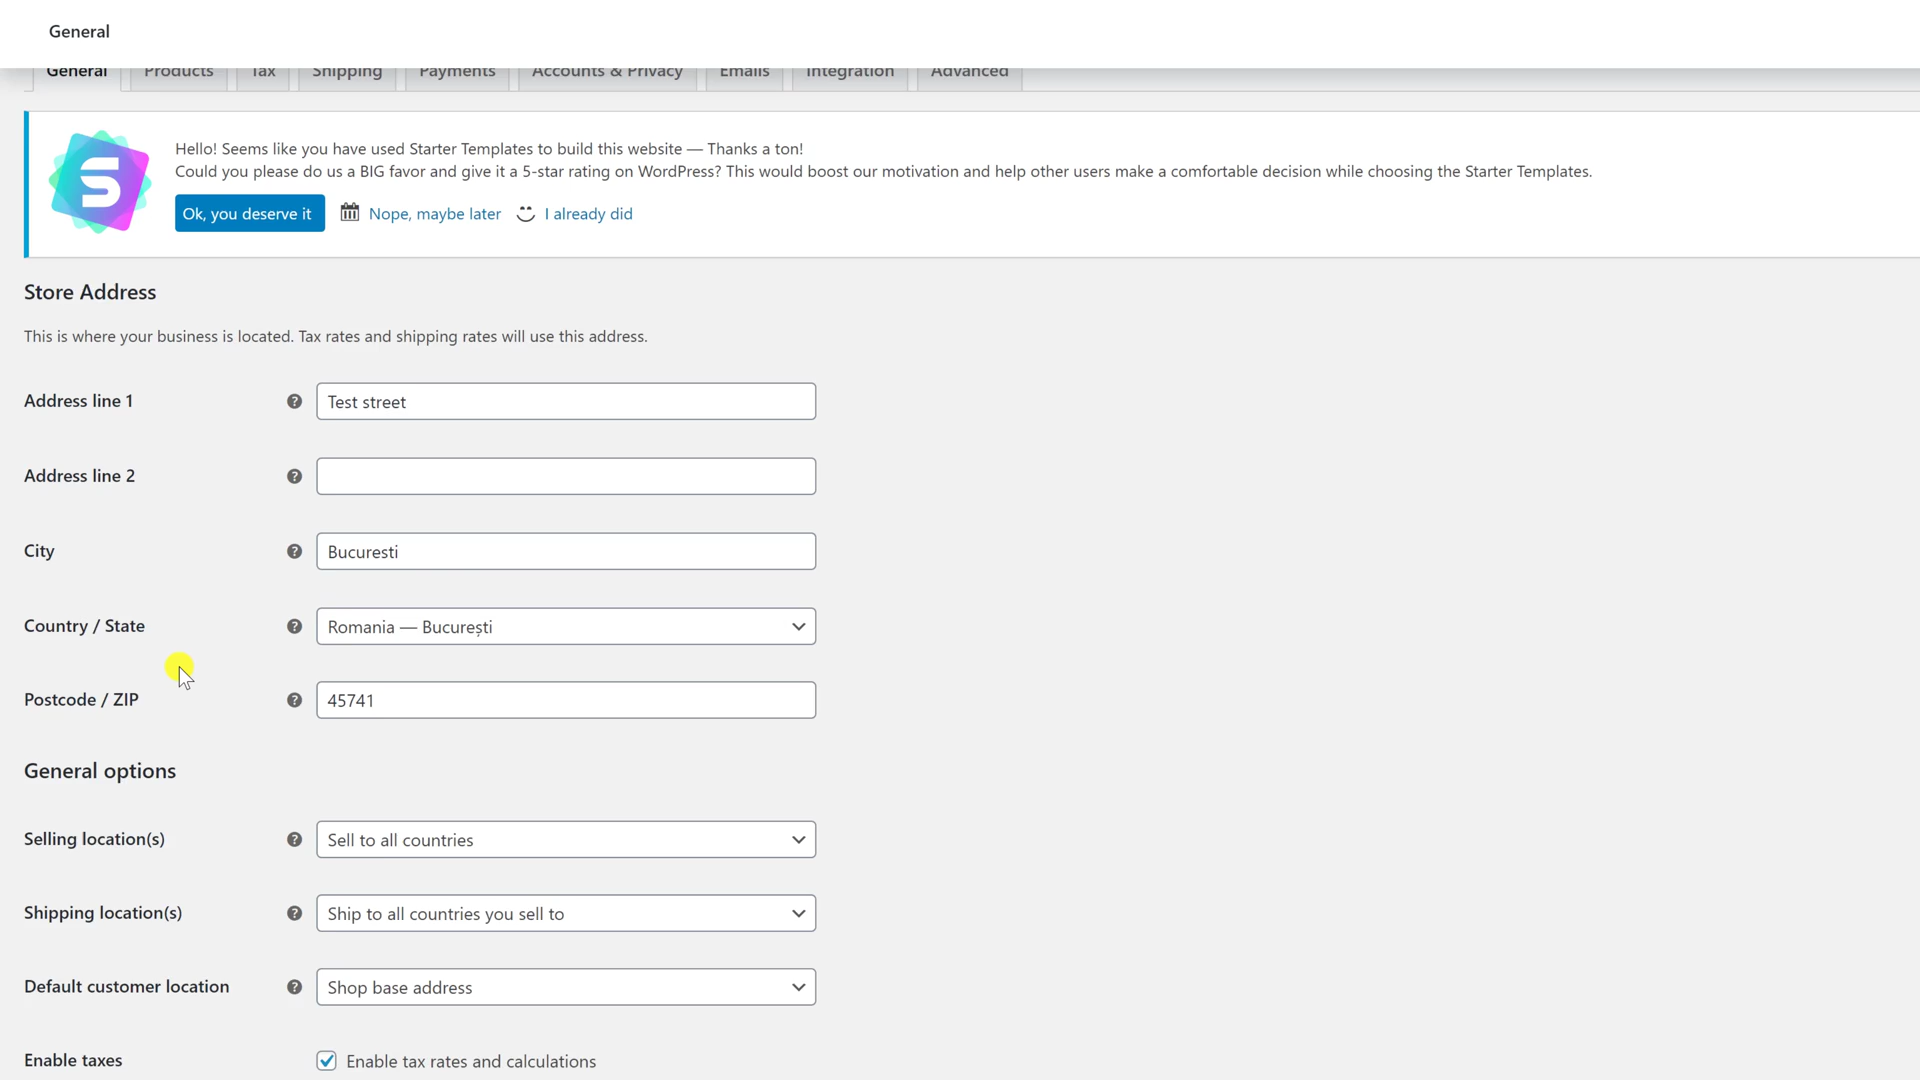 General
General Products Tax Shipping Payments Accounts & Privacy Emails Integration Advanced
Hello! Seems like you have used Starter Templates to build this website — Thanks a ton!
Could you please do us a BIG favor and give it a 5-star rating on WordPress? This would boost our motivation and help other users make a comfortable decision while choosing the Starter Templates.
Ok, you deserve it Nope, maybe later I already did
Store Address
This is where your business is located. Tax rates and shipping rates will use this address.
Address line 1 ? Test street
Address line 2 ?
City ? Bucuresti
Country / State ? Romania — București
Postcode / ZIP ? 45741
General options
Selling location(s) ? Sell to all countries
Shipping location(s) ? Ship to all countries you sell to
Default customer location ? Shop base address
Enable taxes Enable tax rates and calculations